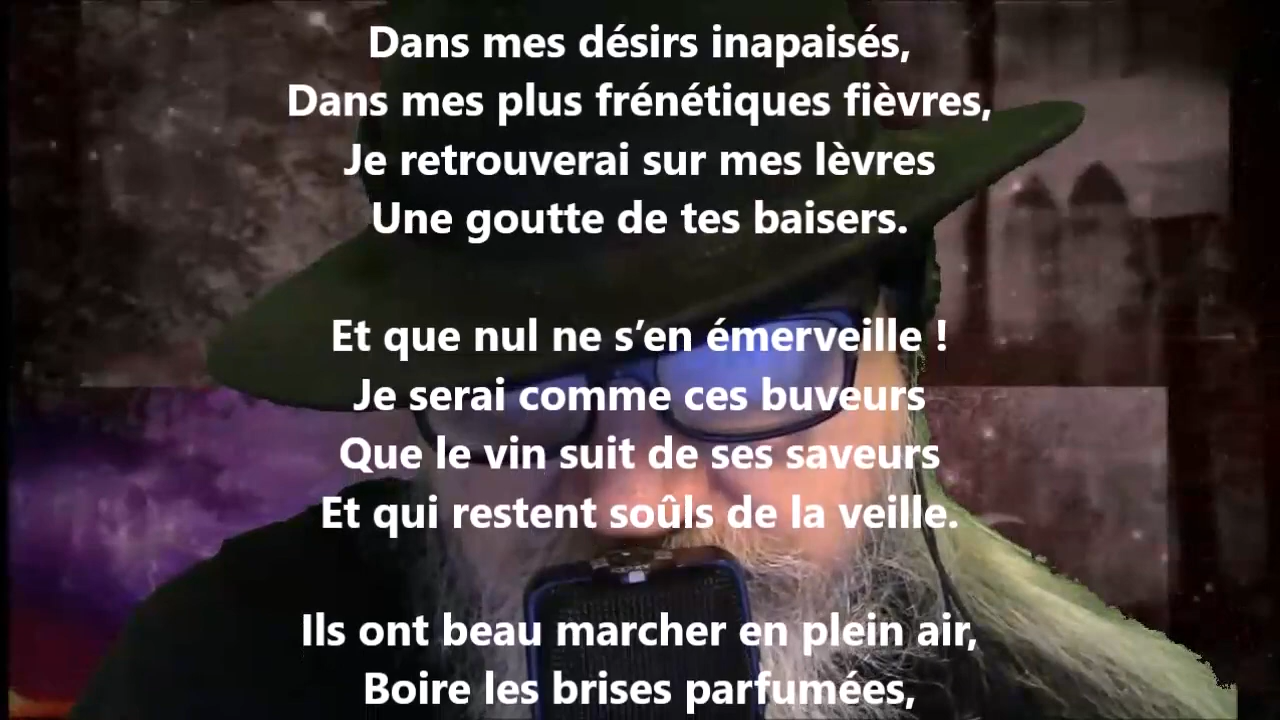 Dans mes désirs inapaisés,
Dans mes plus frénétiques fièvres,
Je retrouverai sur mes lèvres
Une goutte de tes baisers.
Et que nul ne s’en émerveille !
Je serai comme ces buveurs
Que le vin suit de ses saveurs
Et qui restent soûls de la veille.
Ils ont beau marcher en plein air,
Boire les brises parfumées,